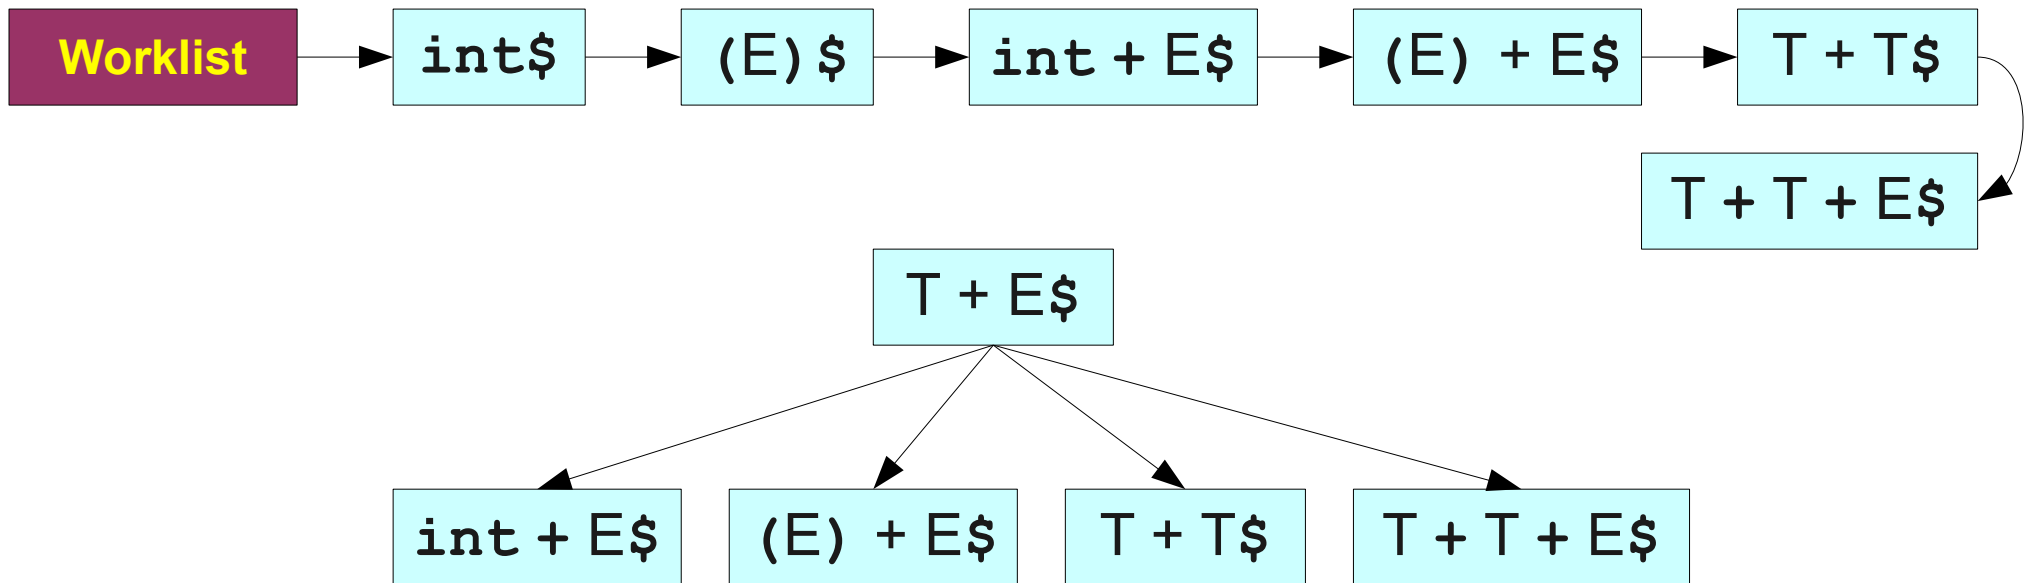 Worklist int$ (E)$ int + E$ (E) + E$ T + T$
T + T + E$
T + E$
int + E$ (E) + E$ T + T$ T + T + E$